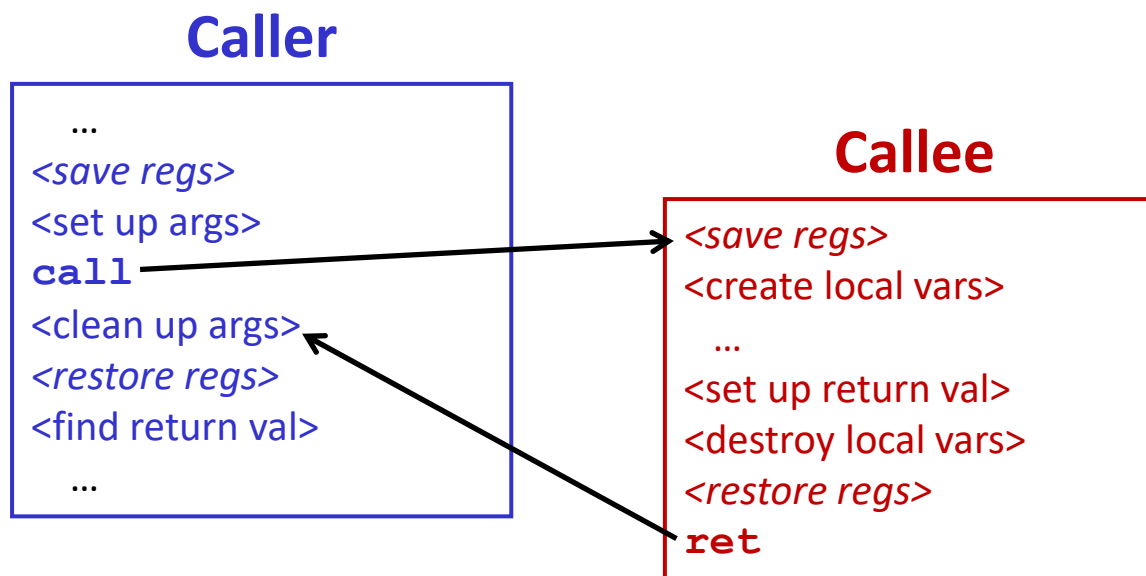 Caller
...
<save regs>
<set up args>
call
<clean up args>
<restore regs>
<find return val>
...
Callee
<save regs>
<create local vars>
...
<set up return val>
<destroy local vars>
<restore regs>
ret